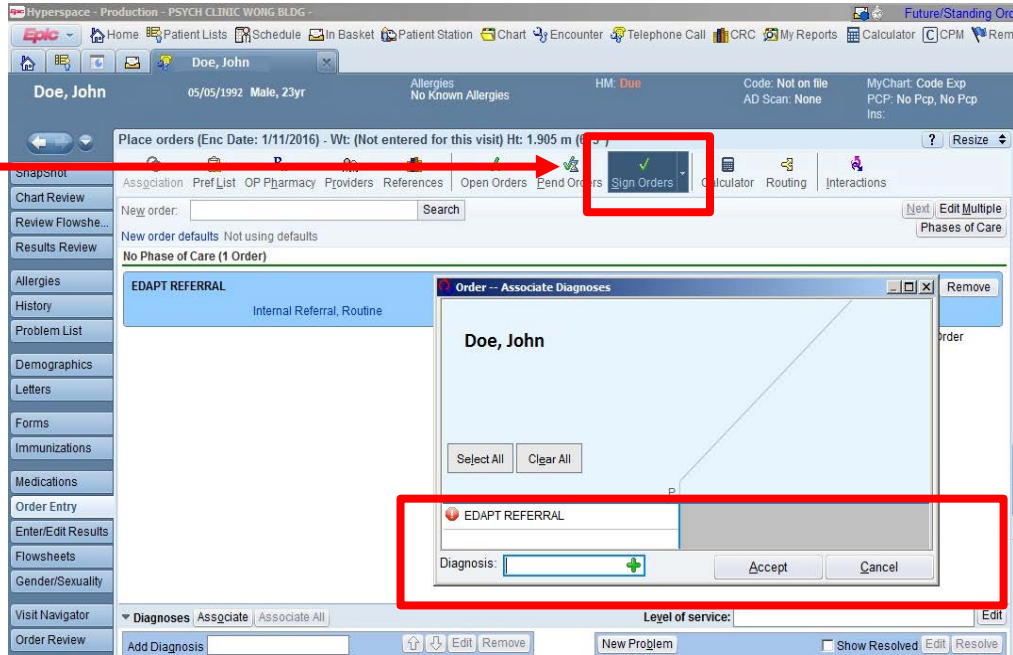 Hyperspace - Production - PSYCH CLINIC WONG BLDG -
Future/Standing Ord
Epic Home Patient Lists Schedule In Basket Patient Station Chart Encounter Telephone Call CRC My Reports Calculator CPM Rem
Doe, John
Doe, John 05/05/1992 Male, 23yr
Allergies
No Known Allergies
HM: Due
Code: Not on file
AD Scan: None
MyChart: Code Exp
PCP: No Pcp, No Pcp
Ins:
Place orders (Enc Date: 1/11/2016) - Wt: (Not entered for this visit) Ht: 1.905 m
? Resize
Association Pref List OP Pharmacy Providers References Open Orders Pend Orders Sign Orders Calculator Routing Interactions
New order: Search Next Edit Multiple
New order defaults Not using defaults Phases of Care
No Phase of Care (1 Order)
EDAPT REFERRAL
Internal Referral, Routine
Remove
Order
Order -- Associate Diagnoses
Doe, John
Select All Clear All
P
EDAPT REFERRAL
Diagnosis: Accept Cancel
SnapShot
Chart Review
Review Flowshe...
Results Review
Allergies
History
Problem List
Demographics
Letters
Forms
Immunizations
Medications
Order Entry
Enter/Edit Results
Flowsheets
Gender/Sexuality
Visit Navigator
Order Review
Diagnoses Associate Associate All Level of service: Edit
Add Diagnosis Edit Remove New Problem Show Resolved Edit Resolve